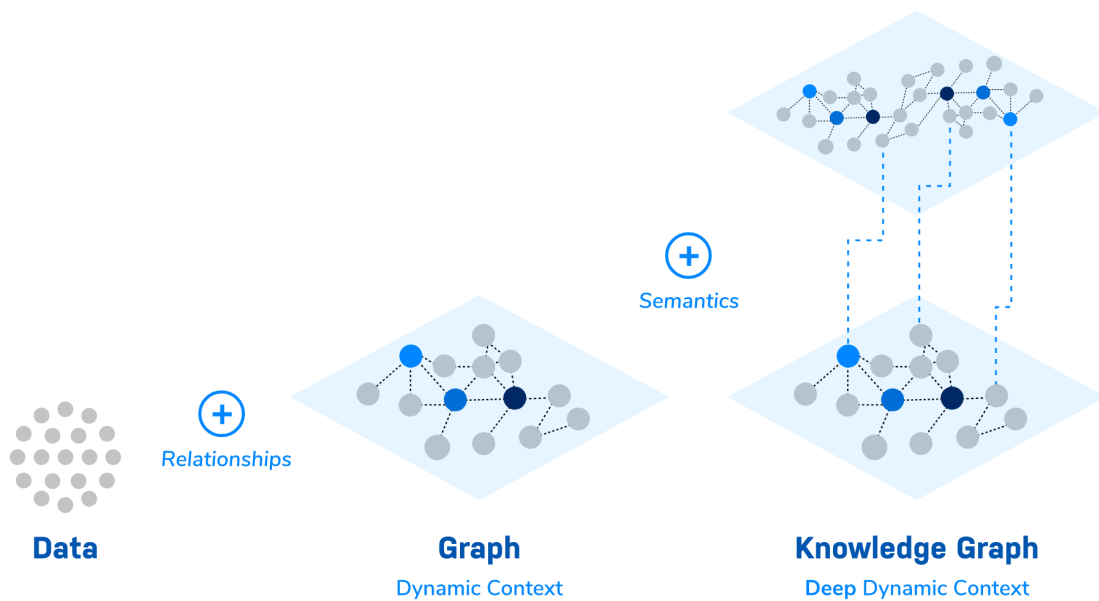 Semantics
Relationships
Data
Graph
Knowledge Graph
Dynamic Context
Deep Dynamic Context